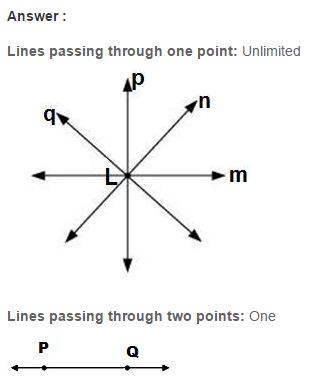 Answer :
Lines passing through one point: Unlimited
p
n
q
L
m
Lines passing through two points: One
P
Q